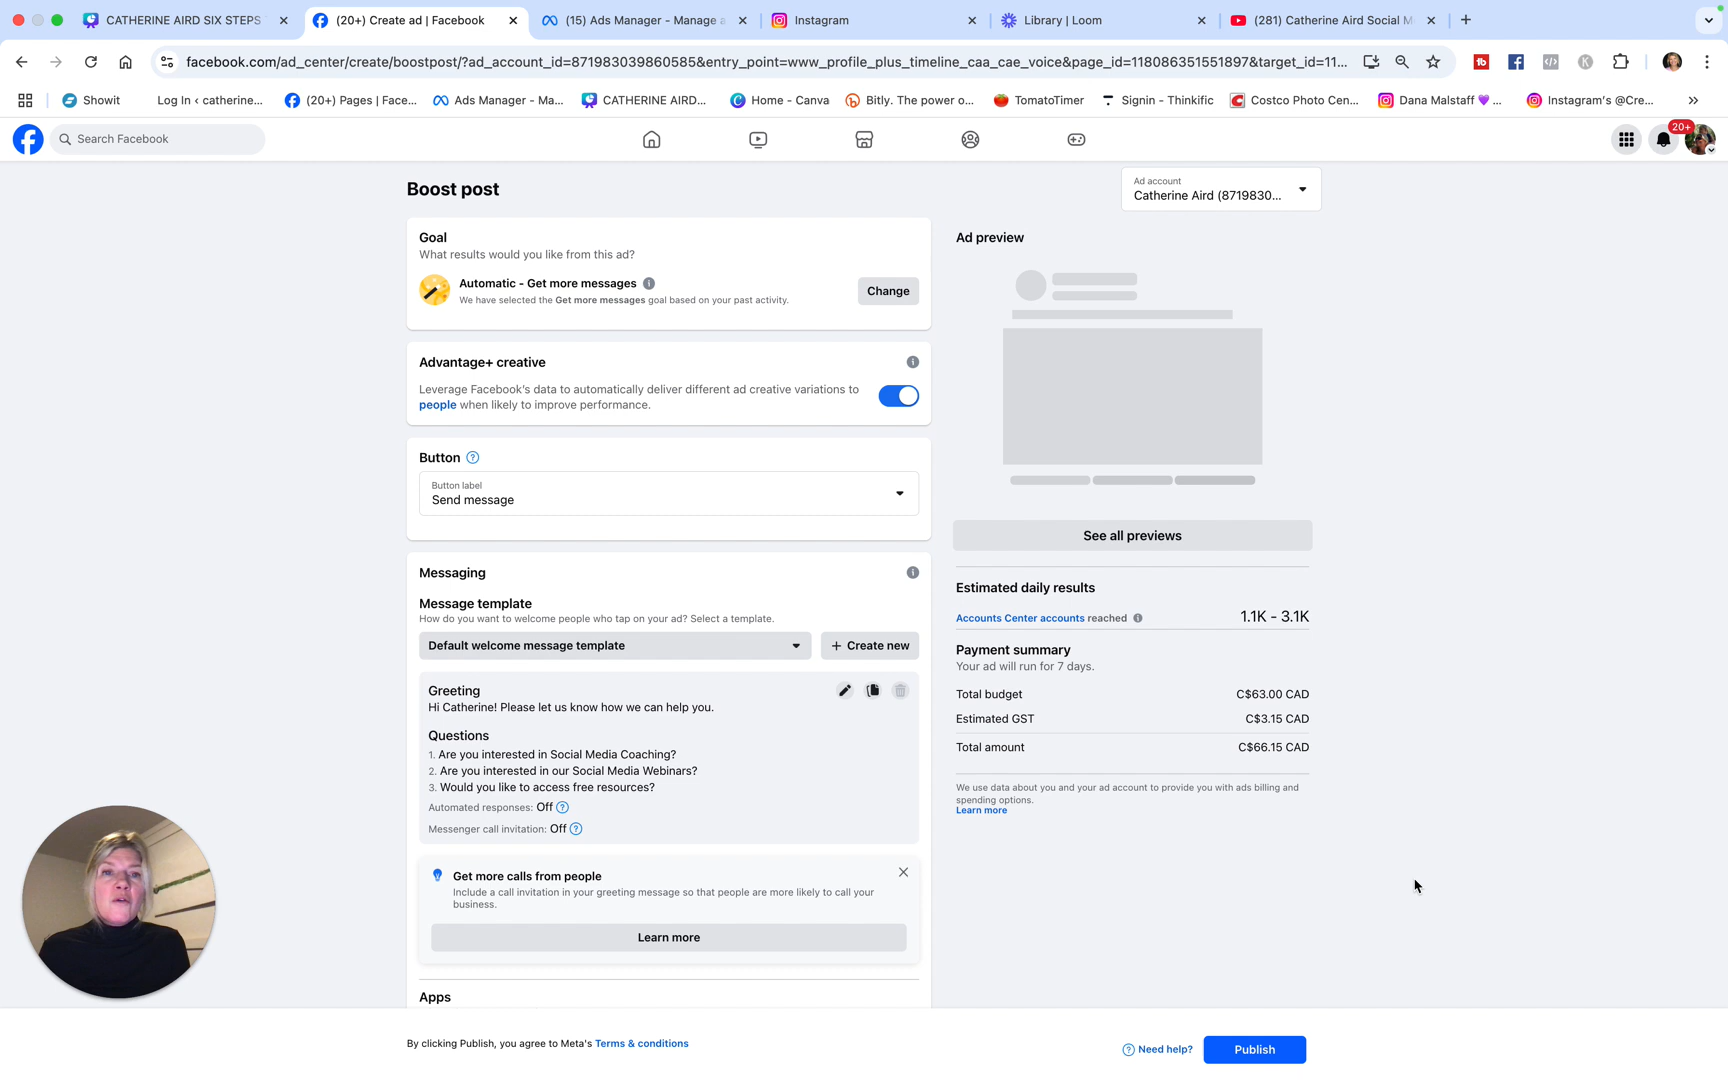 CATHERINE AIRD SIX STEPS
(20+) Create ad | Facebook
(15) Ads Manager - Manage a
Instagram
Library | Loom
(281) Catherine Aird Social M
facebook.com/ad_center/create/boostpost/?ad_account_id=871983039860585&entry_point=www_profile_plus_timeline_caa_cae_voice&page_id=118086351551897&target_id=11...
Showit
Log In ‹ catherine...
(20+) Pages | Face...
Ads Manager - Ma...
CATHERINE AIRD...
Home - Canva
Bitly. The power o...
TomatoTimer
Signin - Thinkific
Costco Photo Cen...
Dana Malstaff 💜 ...
Instagram's @Cre...
Search Facebook
20+
Boost post
Ad account
Catherine Aird (8719830...
Goal
What results would you like from this ad?
Automatic - Get more messages
We have selected the Get more messages goal based on your past activity.
Change
Advantage+ creative
Leverage Facebook's data to automatically deliver different ad creative variations to
people when likely to improve performance.
Button
Button label
Send message
Messaging
Message template
How do you want to welcome people who tap on your ad? Select a template.
Default welcome message template
+ Create new
Greeting
Hi Catherine! Please let us know how we can help you.
Questions
1. Are you interested in Social Media Coaching?
2. Are you interested in our Social Media Webinars?
3. Would you like to access free resources?
Automated responses: Off
Messenger call invitation: Off
Get more calls from people
Include a call invitation in your greeting message so that people are more likely to call your
business.
Learn more
Apps
Ad preview
See all previews
Estimated daily results
Accounts Center accounts reached
1.1K - 3.1K
Payment summary
Your ad will run for 7 days.
Total budget
C$63.00 CAD
Estimated GST
C$3.15 CAD
Total amount
C$66.15 CAD
We use data about you and your ad account to provide you with ads billing and
spending options.
Learn more
By clicking Publish, you agree to Meta's Terms & conditions
Need help?
Publish